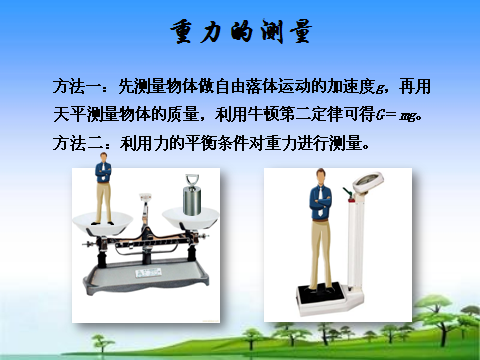 重力的测量
方法一：先测量物体做自由落体运动的加速度g，再用
天平测量物体的质量，利用牛顿第二定律可得G＝mg。
方法二：利用力的平衡条件对重力进行测量。